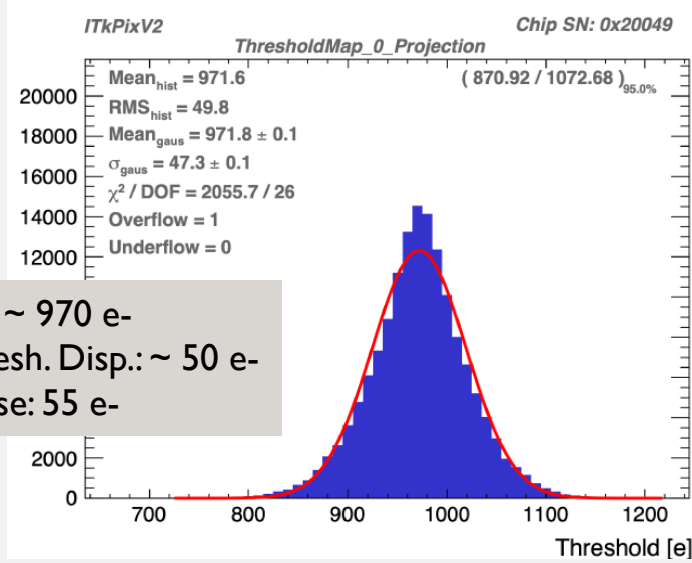 ITkPixV2
Chip SN: 0x20049
ThresholdMap_0_Projection
Mean_hist = 971.6
( 870.92 / 1072.68 )_95.0%
RMS_hist = 49.8
Mean_gaus = 971.8 ± 0.1
σ_gaus = 47.3 ± 0.1
χ² / DOF = 2055.7 / 26
Overflow = 1
Underflow = 0
20000
18000
16000
14000
12000
~ 970 e-
esh. Disp.: ~ 50 e-
se: 55 e-
2000
0
700 800 900 1000 1100 1200
Threshold [e]